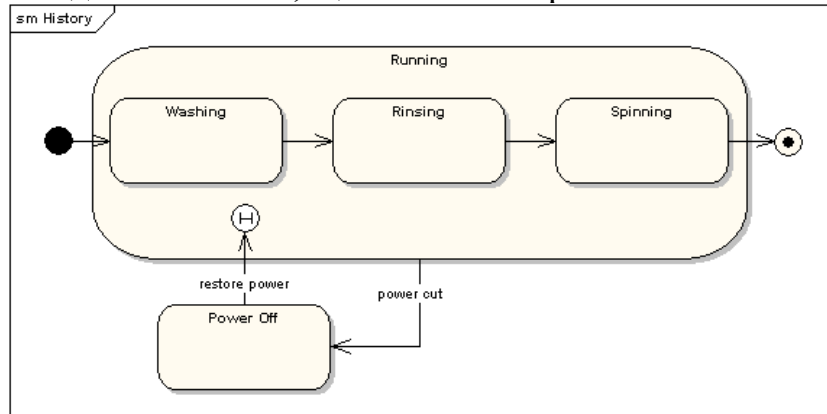 sm History
Running
Washing
Rinsing
Spinning
H
restore power
power cut
Power Off